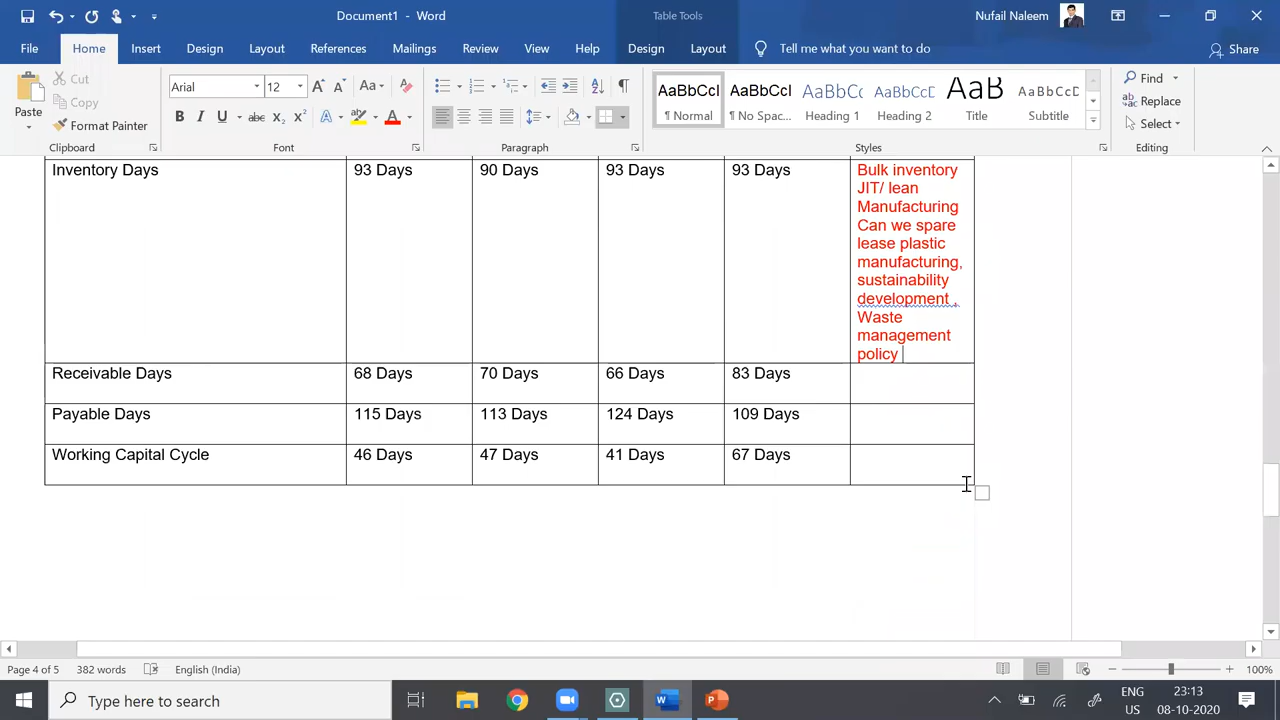 Document1 - Word
Table Tools
Nufail Naleem
File Home Insert Design Layout References Mailings Review View Help Design Layout Tell me what you want to do Share
Paste
Cut
Copy
Format Painter
Clipboard
Arial 12
Aa
B I U abc x₂ x² A A
Font
Paragraph
AaBbCcI
¶ Normal
AaBbCcI
¶ No Spac...
AaBbCc
Heading 1
AaBbCcD
Heading 2
AaB
Title
AaBbCcD
Subtitle
Styles
Find
Replace
Select
Editing
Inventory Days 93 Days 90 Days 93 Days 93 Days Bulk inventory
JIT/ lean
Manufacturing
Can we spare
lease plastic
manufacturing,
sustainability
development ,
Waste
management
policy
Receivable Days 68 Days 70 Days 66 Days 83 Days
Payable Days 115 Days 113 Days 124 Days 109 Days
Working Capital Cycle 46 Days 47 Days 41 Days 67 Days
Page 4 of 5 382 words English (India) 100%
Type here to search
ENG
US
23:13
08-10-2020